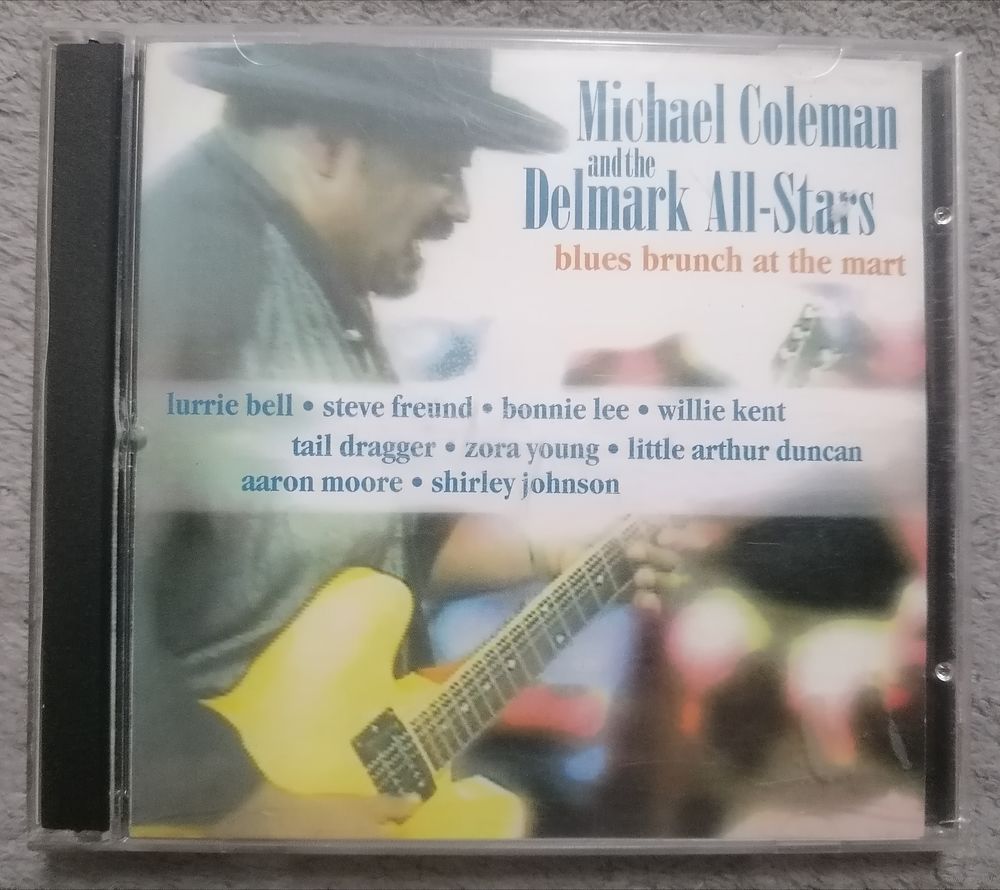 Michael Coleman
and the
Delmark All-Stars
blues brunch at the mart
lurrie bell • steve freund • bonnie lee • willie kent
tail dragger • zora young • little arthur duncan
aaron moore • shirley johnson